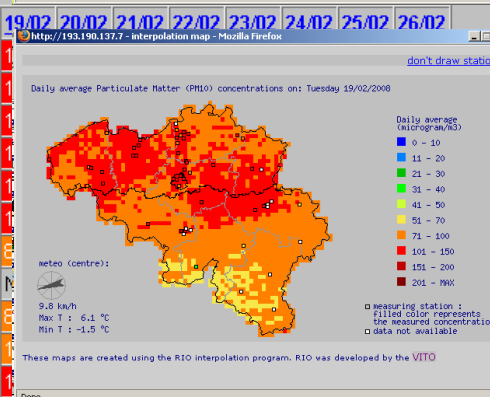 19/02 20/02 21/02 22/02 23/02 24/02 25/02 26/02
http://193.190.137.7 - interpolation map - Mozilla Firefox
don't draw statio
Daily average Particulate Matter (PM10) concentrations on: Tuesday 19/02/2008
Daily average
(microgram/m3)
0 - 10
11 - 20
21 - 30
31 - 40
41 - 50
51 - 70
71 - 100
101 - 150
151 - 200
201 - MAX
meteo (centre):
9.8 km/h
Max T : 6.1 °C
Min T : -1.5 °C
measuring station :
filled color represents
the measured concentratio
data not available
These maps are created using the RIO interpolation program. RIO was developed by the VITO